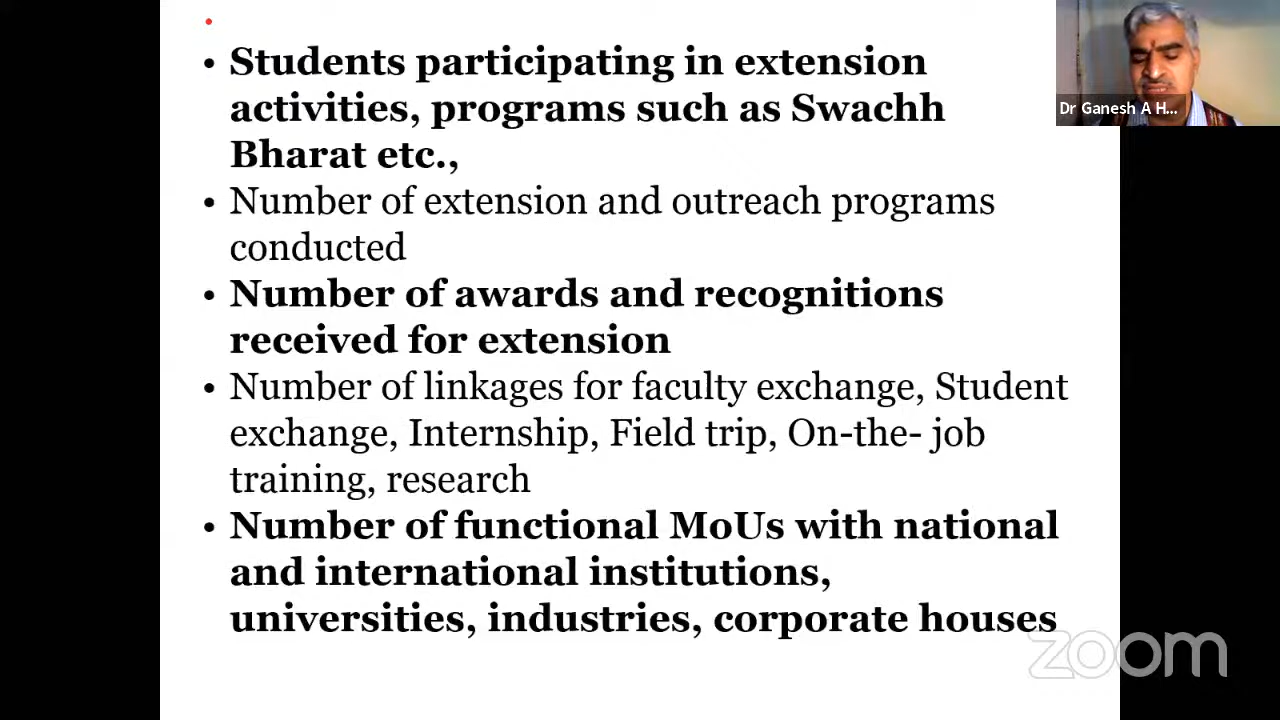 • Students participating in extension
activities, programs such as Swachh
Bharat etc.,
• Number of extension and outreach programs
conducted
• Number of awards and recognitions
received for extension
• Number of linkages for faculty exchange, Student
exchange, Internship, Field trip, On-the- job
training, research
• Number of functional MoUs with national
and international institutions,
universities, industries, corporate houses
Dr Ganesh A H...
zoom